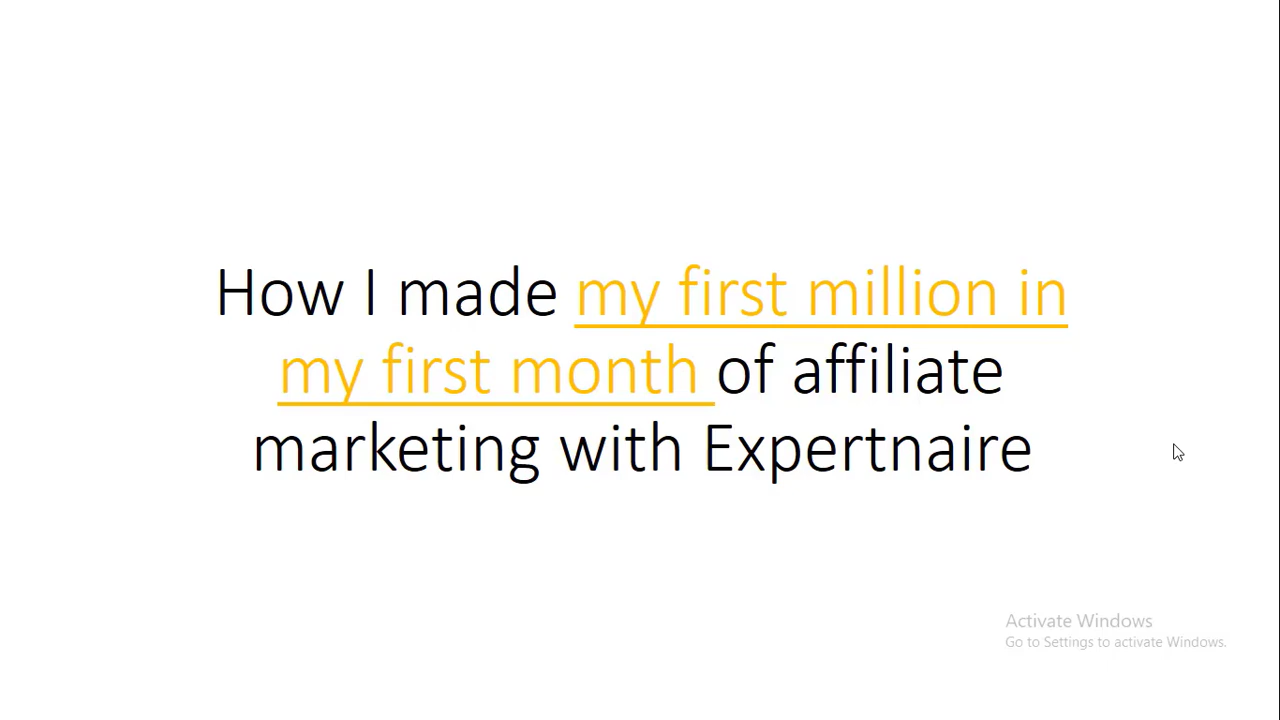 How I made my first million in
my first month of affiliate
marketing with Expertnaire
Activate Windows
Go to Settings to activate Windows.